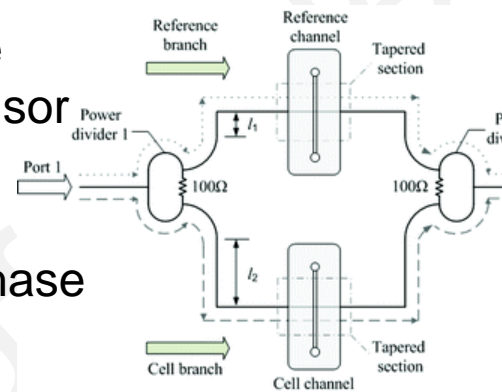 Reference
channel
Reference
branch
Tapered
section
sor
Power
divider 1
l1
Port 1
100Ω
100Ω
l2
hase
Tapered
section
Cell branch
Cell channel